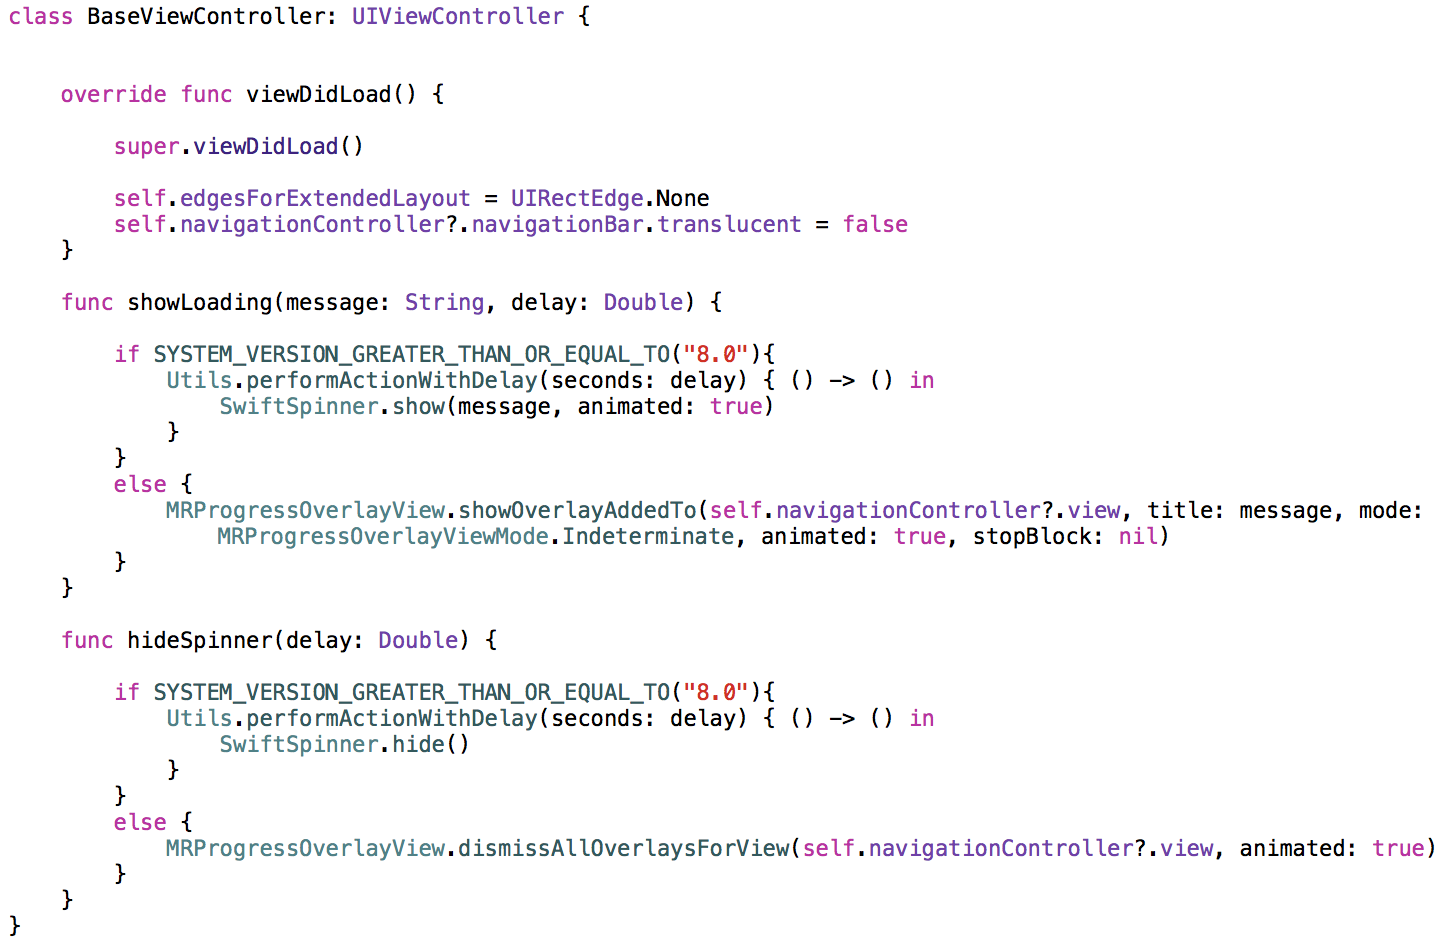 class BaseViewController: UIViewController {
override func viewDidLoad() {
super.viewDidLoad()
self.edgesForExtendedLayout = UIRectEdge.None
self.navigationController?.navigationBar.translucent = false
}
func showLoading(message: String, delay: Double) {
if SYSTEM_VERSION_GREATER_THAN_OR_EQUAL_TO("8.0"){
Utils.performActionWithDelay(seconds: delay) { () -> () in
SwiftSpinner.show(message, animated: true)
}
}
else {
MRProgressOverlayView.showOverlayAddedTo(self.navigationController?.view, title: message, mode:
MRProgressOverlayViewMode.Indeterminate, animated: true, stopBlock: nil)
}
}
func hideSpinner(delay: Double) {
if SYSTEM_VERSION_GREATER_THAN_OR_EQUAL_TO("8.0"){
Utils.performActionWithDelay(seconds: delay) { () -> () in
SwiftSpinner.hide()
}
}
else {
MRProgressOverlayView.dismissAllOverlaysForView(self.navigationController?.view, animated: true)
}
}
}